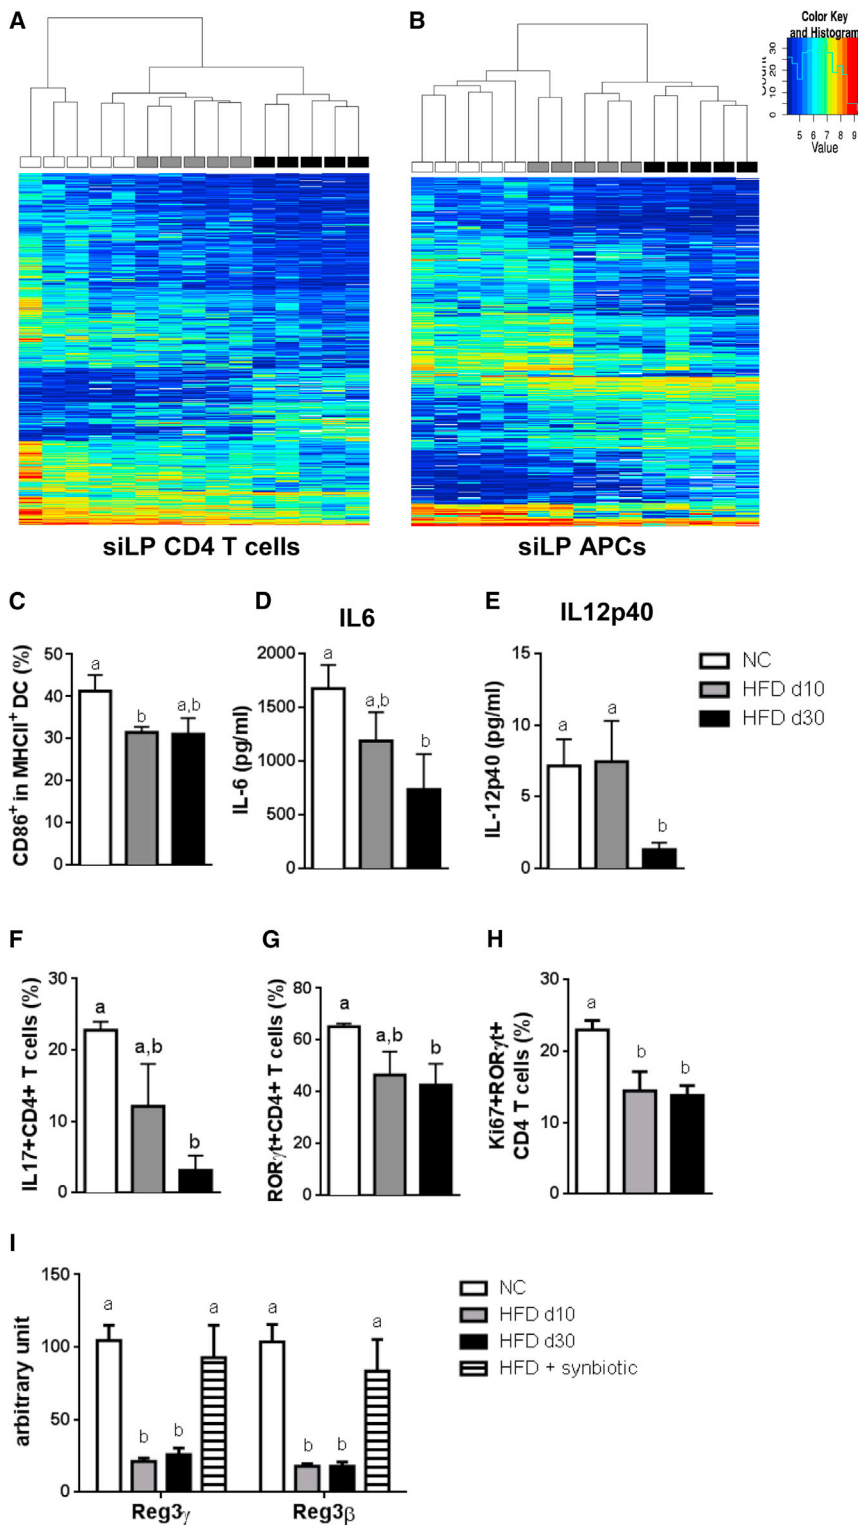 A
B
Color Key
and Histogram
Count
0 10 20 30
5 6 7 8 9
Value
siLP CD4 T cells
siLP APCs
C
CD86+ in MHCII+ DC (%)
50
40
30
20
10
0
a
b
a,b
D
IL6
IL-6 (pg/ml)
2000
1500
1000
500
0
a
a,b
b
E
IL12p40
IL-12p40 (pg/ml)
15
10
5
0
a
a
b
NC
HFD d10
HFD d30
F
IL17+CD4+ T cells (%)
30
20
10
0
a
a,b
b
G
RORγt+CD4+ T cells (%)
80
60
40
20
0
a
a,b
b
H
Ki67+RORγt+
CD4 T cells (%)
30
20
10
0
a
b
b
I
arbitrary unit
150
100
50
0
a
b
b
a
a
b
b
a
Reg3γ
Reg3β
NC
HFD d10
HFD d30
HFD + synbiotic